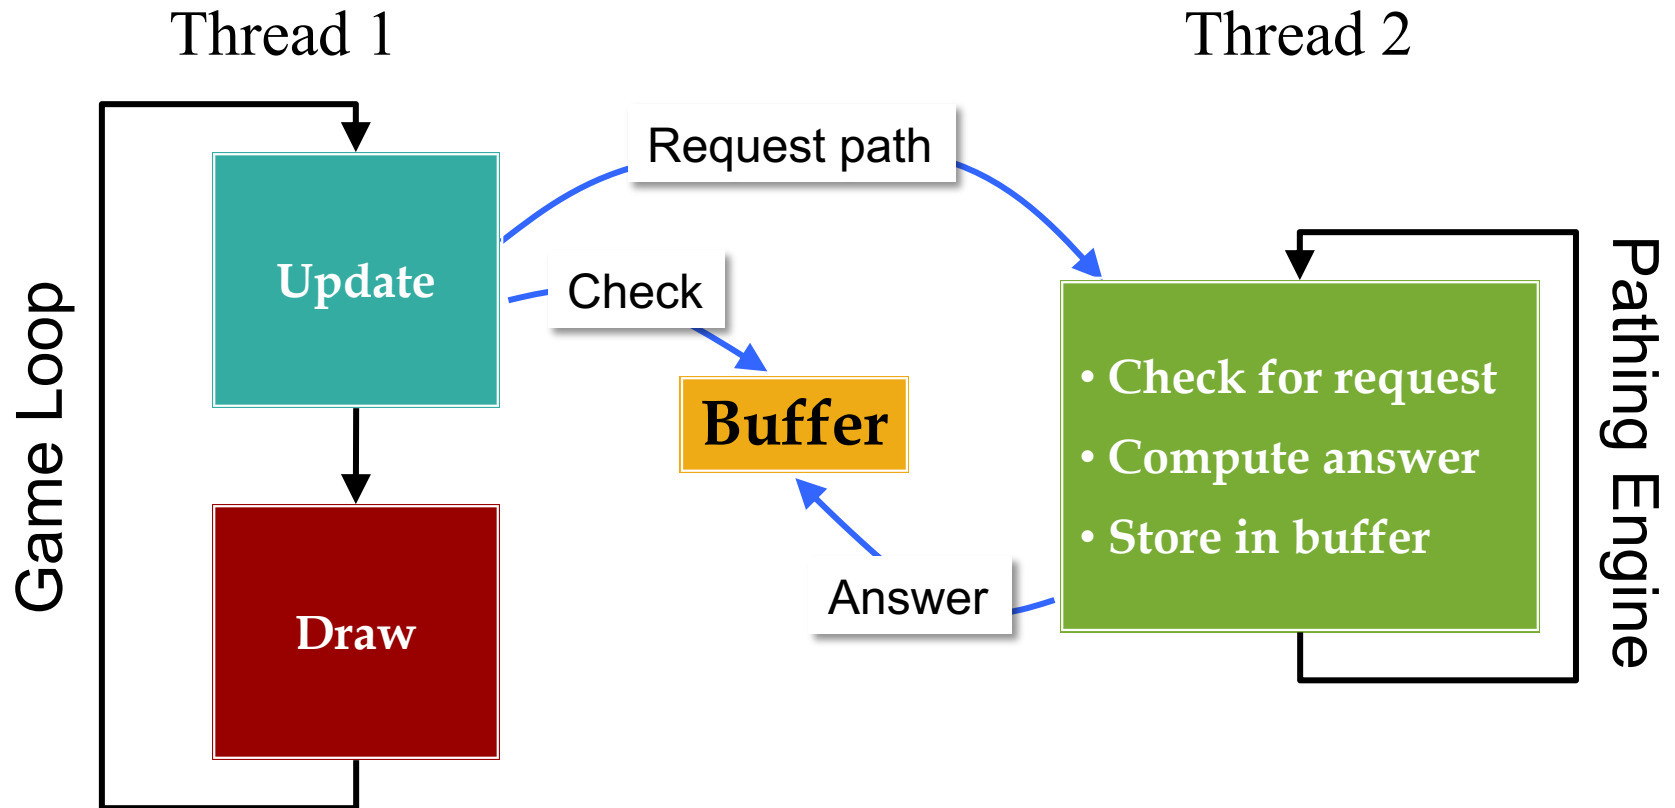 Thread 1
Thread 2
Request path
Check
Update
Game Loop
Buffer
• Check for request
• Compute answer
• Store in buffer
Pathing Engine
Answer
Draw